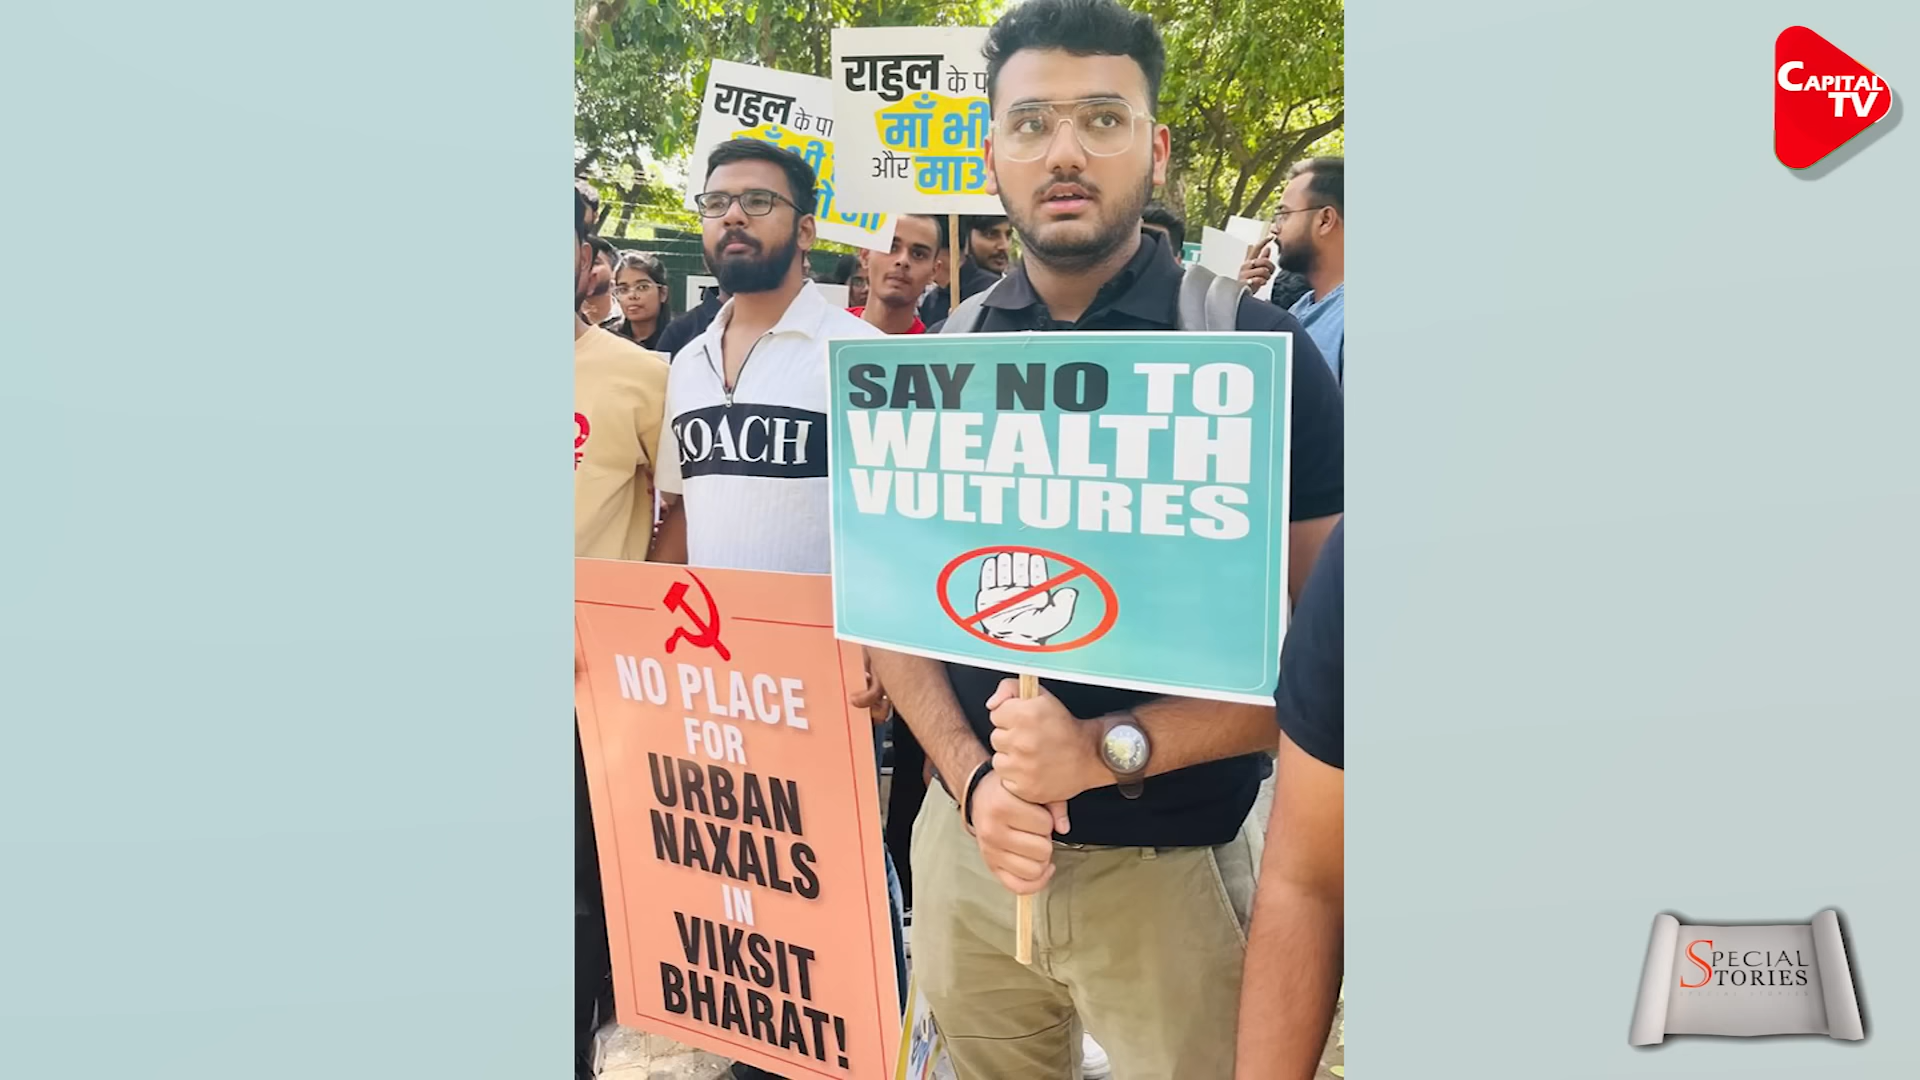 CAPITAL
TV
राहुल के
माँ भी
और
राहुल के पा
COACH
SAY NO TO
WEALTH
VULTURES
NO PLACE
FOR
URBAN
NAXALS
IN
VIKSIT
BHARAT!
SPECIAL
STORIES